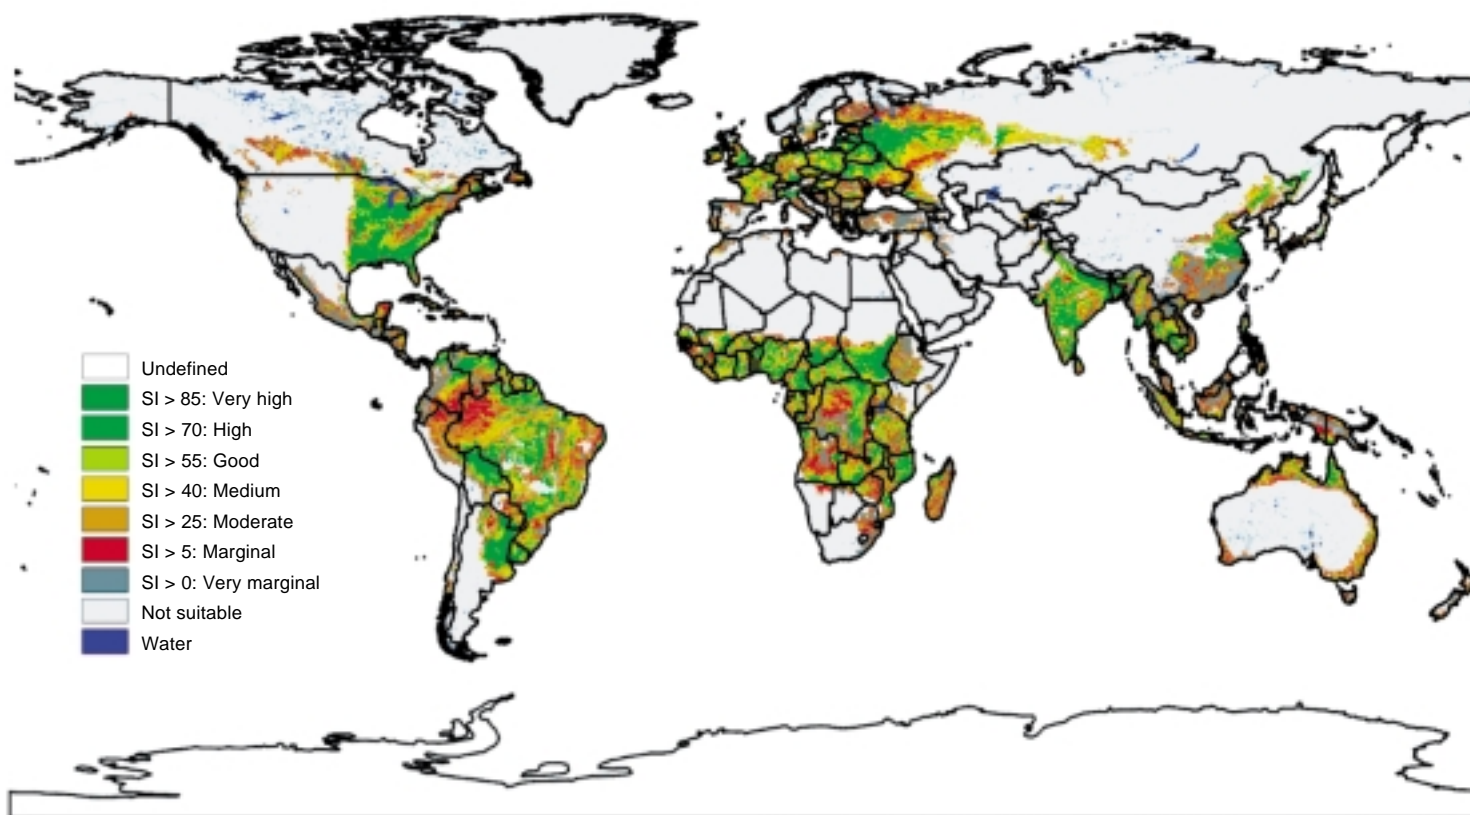 Undefined
SI > 85: Very high
SI > 70: High
SI > 55: Good
SI > 40: Medium
SI > 25: Moderate
SI > 5: Marginal
SI > 0: Very marginal
Not suitable
Water